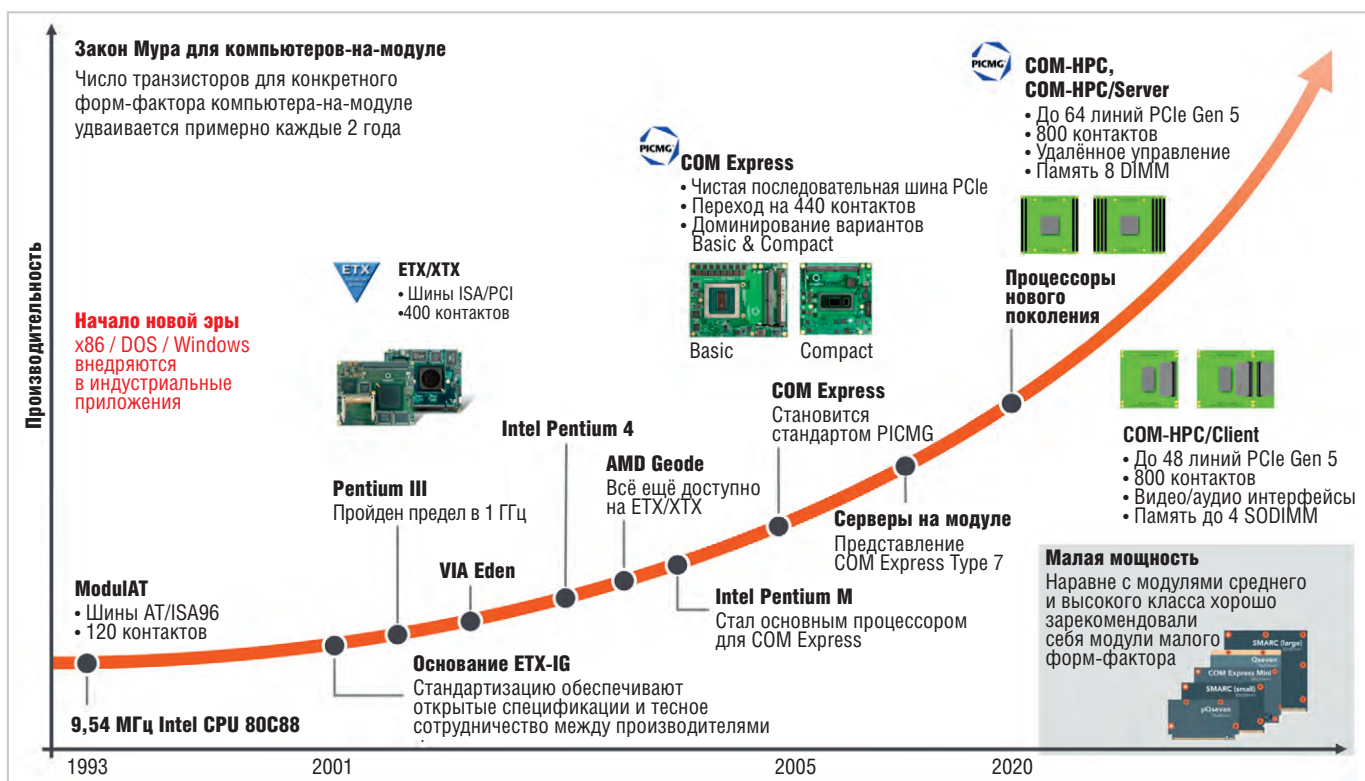 Закон Мура для компьютеров-на-модуле
Число транзисторов для конкретного
форм-фактора компьютера-на-модуле
удваивается примерно каждые 2 года
Производительность
Начало новой эры
x86 / DOS / Windows
внедряются
в индустриальные
приложения
ETX
ETX/XTX
• Шины ISA/PCI
•400 контактов
PICMG
COM Express
• Чистая последовательная шина PCIe
• Переход на 440 контактов
• Доминирование вариантов
Basic & Compact
Basic
Compact
PICMG
COM-HPC,
COM-HPC/Server
• До 64 линий PCIe Gen 5
• 800 контактов
• Удалённое управление
• Память 8 DIMM
Процессоры
нового
поколения
COM-HPC/Client
• До 48 линий PCIe Gen 5
• 800 контактов
• Видео/аудио интерфейсы
• Память до 4 SODIMM
COM Express
Становится
стандартом PICMG
Intel Pentium 4
AMD Geode
Всё ещё доступно
на ETX/XTX
Pentium III
Пройден предел в 1 ГГц
VIA Eden
ModulAT
• Шины AT/ISA96
• 120 контактов
9,54 МГц Intel CPU 80C88
Основание ETX-IG
Стандартизацию обеспечивают
открытые спецификации и тесное
сотрудничество между производителями
Intel Pentium M
Стал основным процессором
для COM Express
Серверы на модуле
Представление
COM Express Type 7
Малая мощность
Наравне с модулями среднего
и высокого класса хорошо
зарекомендовали
себя модули малого
форм-фактора
SMARC (large)
Qseven
COM Express Mini
SMARC (small)
µQseven
1993
2001
2005
2020